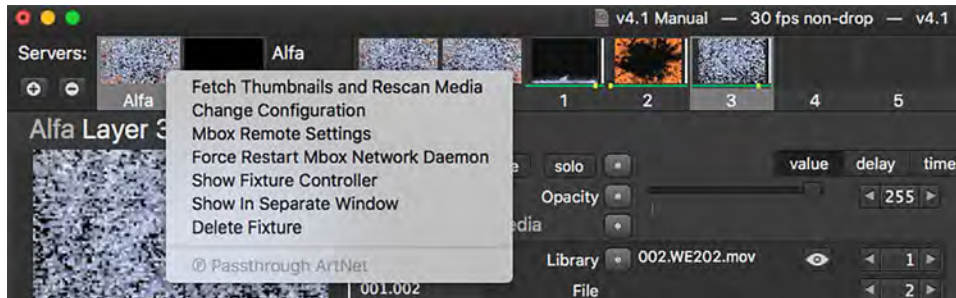 v4.1 Manual — 30 fps non-drop — v4.1
Servers:
Alfa
Alfa
1
2
3
4
5
Alfa Layer 3
Fetch Thumbnails and Rescan Media
Change Configuration
Mbox Remote Settings
Force Restart Mbox Network Daemon
Show Fixture Controller
Show In Separate Window
Delete Fixture
℗ Passthrough ArtNet
solo
value
delay
time
Opacity
255
Library
002.WE202.mov
1
001.002
File
2